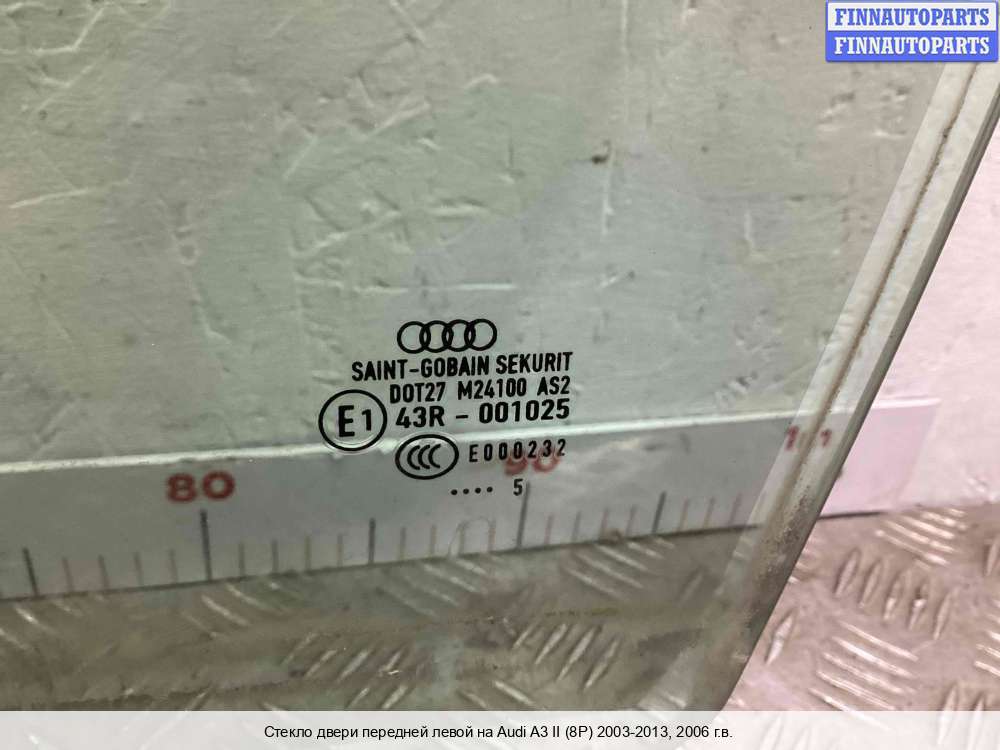 FINNAUTOPARTS
FINNAUTOPARTS
SAINT-GOBAIN SEKURIT
DOT27 M24100 AS2
E1 43R - 001025
CCC E000232
.... 5
80 90
Стекло двери передней левой на Audi A3 II (8P) 2003-2013, 2006 г.в.